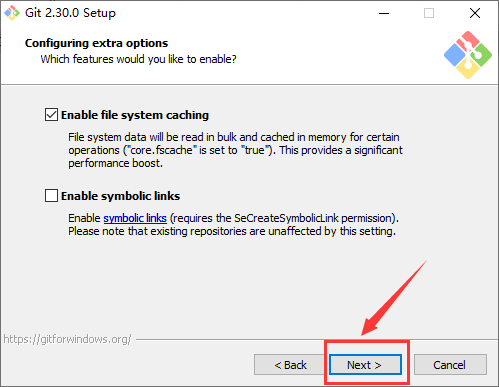 Git 2.30.0 Setup
Configuring extra options
Which features would you like to enable?
Enable file system caching
File system data will be read in bulk and cached in memory for certain
operations ("core.fscache" is set to "true"). This provides a significant
performance boost.
Enable symbolic links
Enable symbolic links (requires the SeCreateSymbolicLink permission).
Please note that existing repositories are unaffected by this setting.
https://gitforwindows.org/
< Back
Next >
Cancel